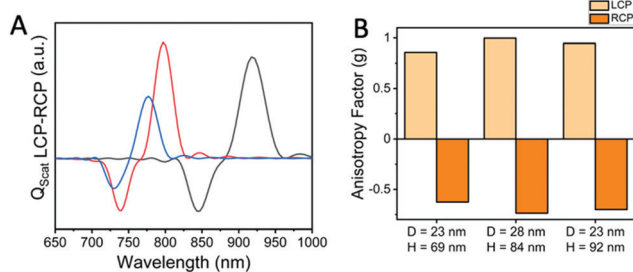 A
Q_Scat LCP-RCP (a.u.)
650 700 750 800 850 900 950 1000
Wavelength (nm)
B
LCP
RCP
Anisotropy Factor (g)
1
0.5
0
-0.5
D = 23 nm D = 28 nm D = 23 nm
H = 69 nm H = 84 nm H = 92 nm